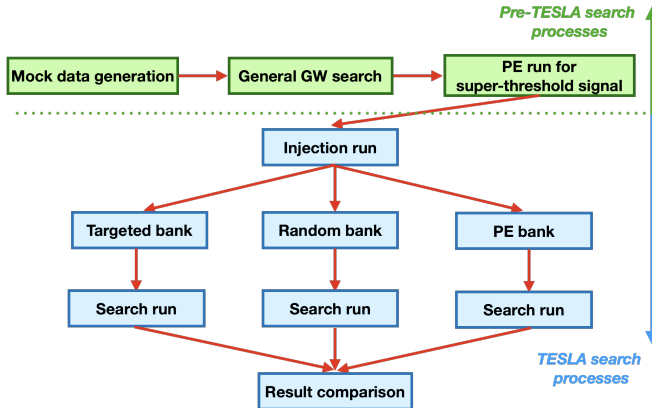 Pre-TESLA search
processes
Mock data generation
General GW search
PE run for
super-threshold signal
Injection run
Targeted bank
Random bank
PE bank
Search run
Search run
Search run
TESLA search
processes
Result comparison